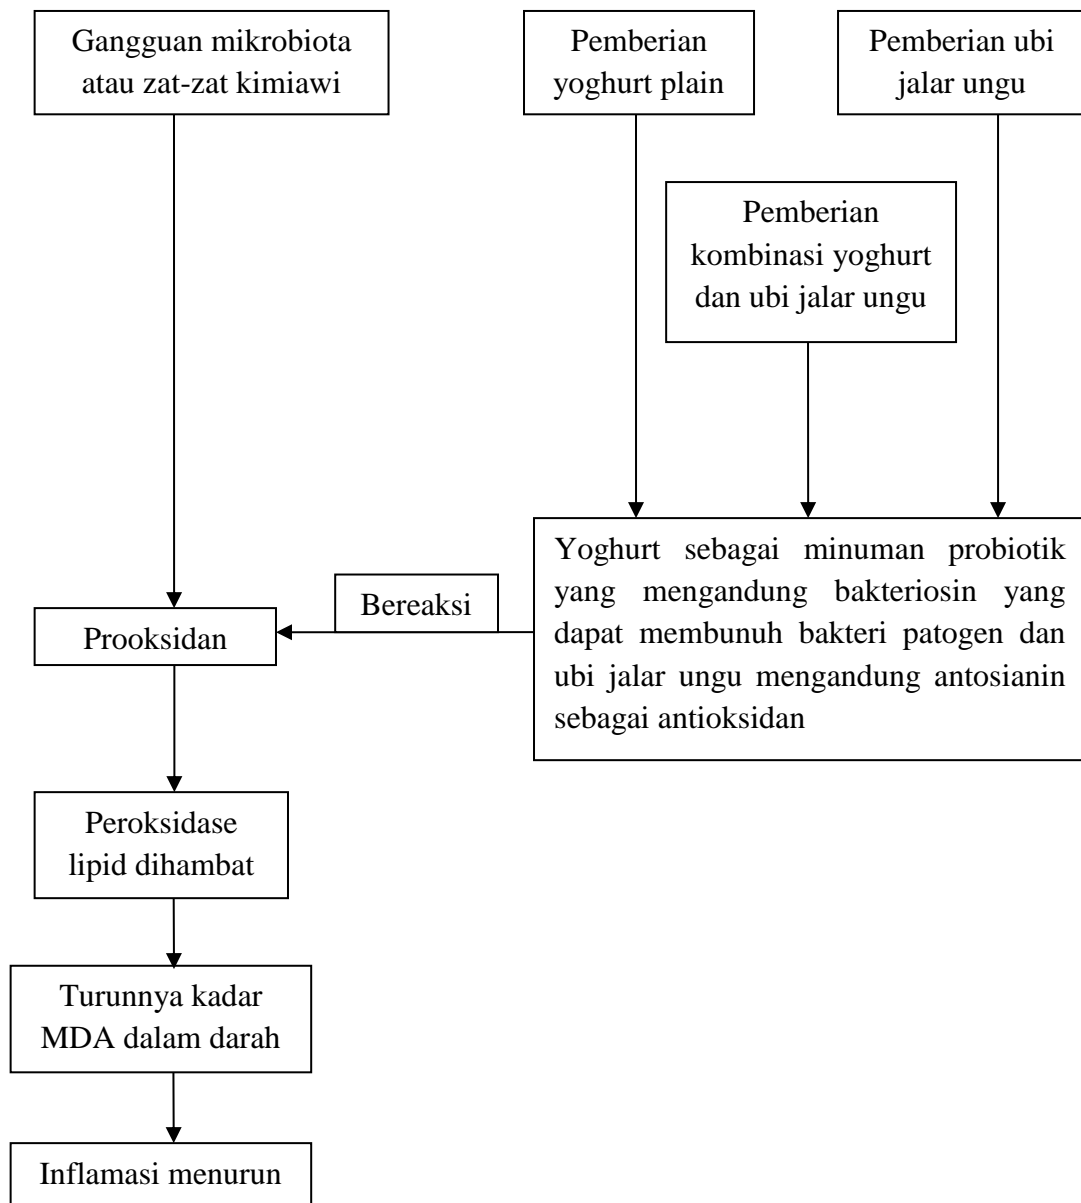 Gangguan mikrobiota
atau zat-zat kimiawi
Pemberian
yoghurt plain
Pemberian ubi
jalar ungu
Pemberian
kombinasi yoghurt
dan ubi jalar ungu
Yoghurt sebagai minuman probiotik
yang mengandung bakteriosin yang
dapat membunuh bakteri patogen dan
ubi jalar ungu mengandung antosianin
sebagai antioksidan
Bereaksi
Prooksidan
Peroksidase
lipid dihambat
Turunnya kadar
MDA dalam darah
Inflamasi menurun